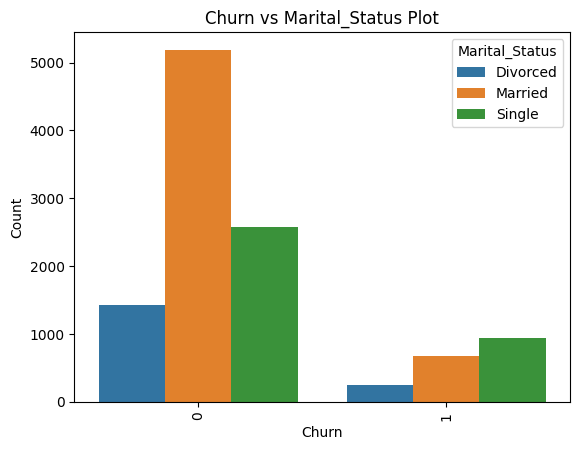 Churn vs Marital_Status Plot
Marital_Status
Divorced
Married
Single
Count
5000
4000
3000
2000
1000
0
0
1
Churn